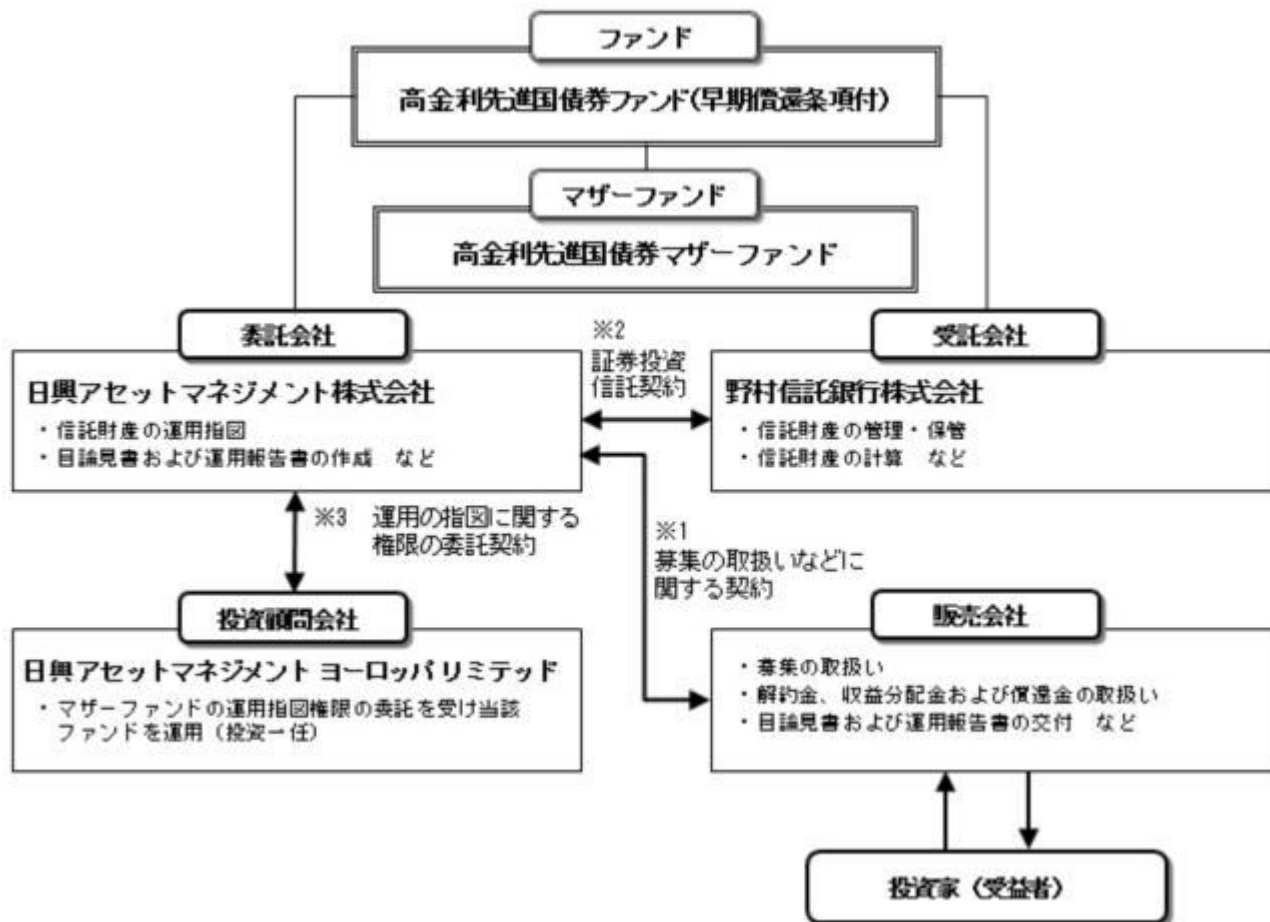 ファンド
高金利先進国債券ファンド(早期償還条項付)
マザーファンド
高金利先進国債券マザーファンド
委託会社
日興アセットマネジメント株式会社
・信託財産の運用指図
・目論見書および運用報告書の作成 など
※2
証券投資
信託契約
受託会社
野村信託銀行株式会社
・信託財産の管理・保管
・信託財産の計算 など
※3 運用の指図に関する
権限の委託契約
※1
募集の取扱いなどに
関する契約
投資顧問会社
日興アセットマネジメント ヨーロッパ リミテッド
・マザーファンドの運用指図権限の委託を受け当該
ファンドを運用（投資一任）
販売会社
・募集の取扱い
・解約金、収益分配金および償還金の取扱い
・目論見書および運用報告書の交付 など
投資家（受益者）